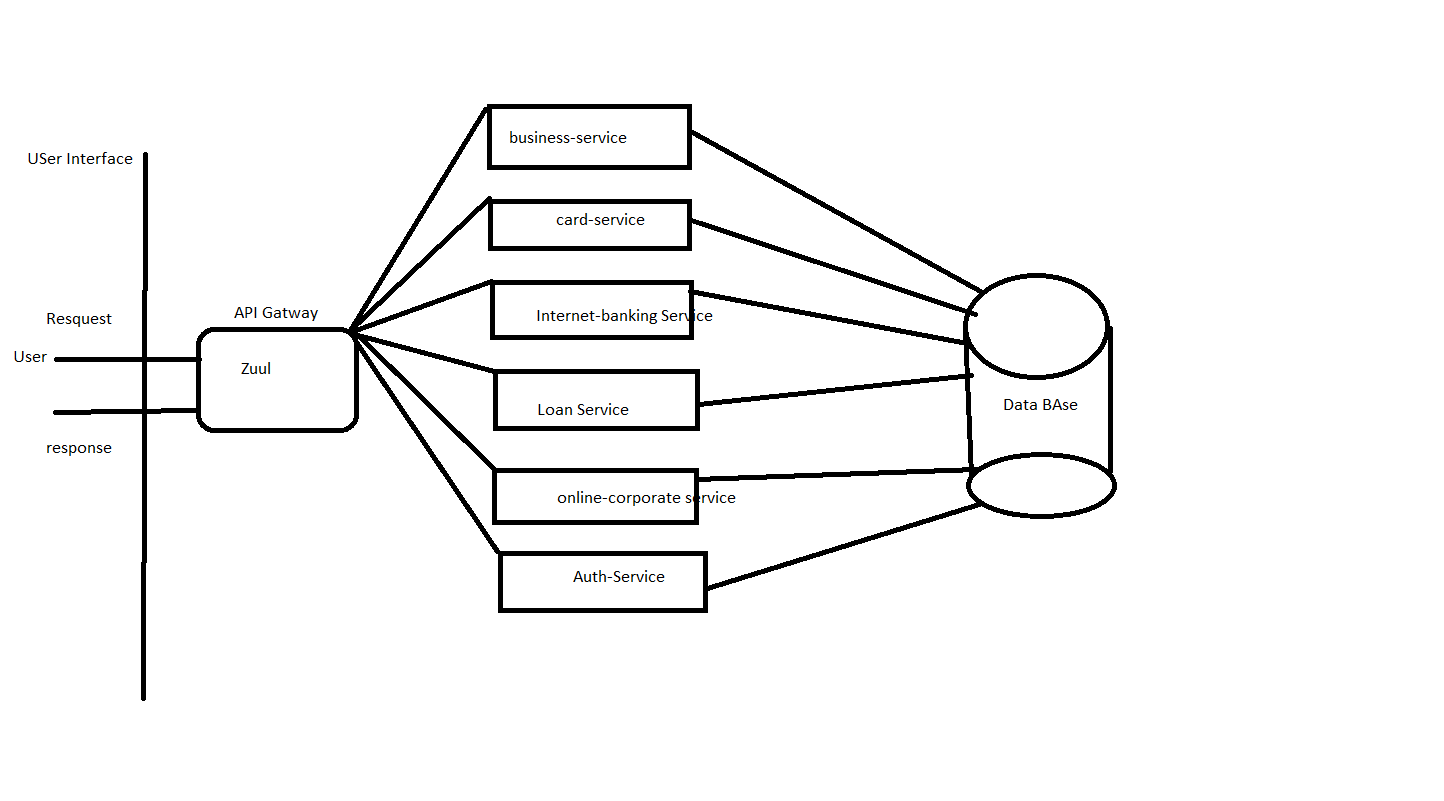 business-service
USer Interface
card-service
API Gatway
Resquest
Internet-banking Service
User
Zuul
Data BAse
Loan Service
response
online-corporate service
Auth-Service